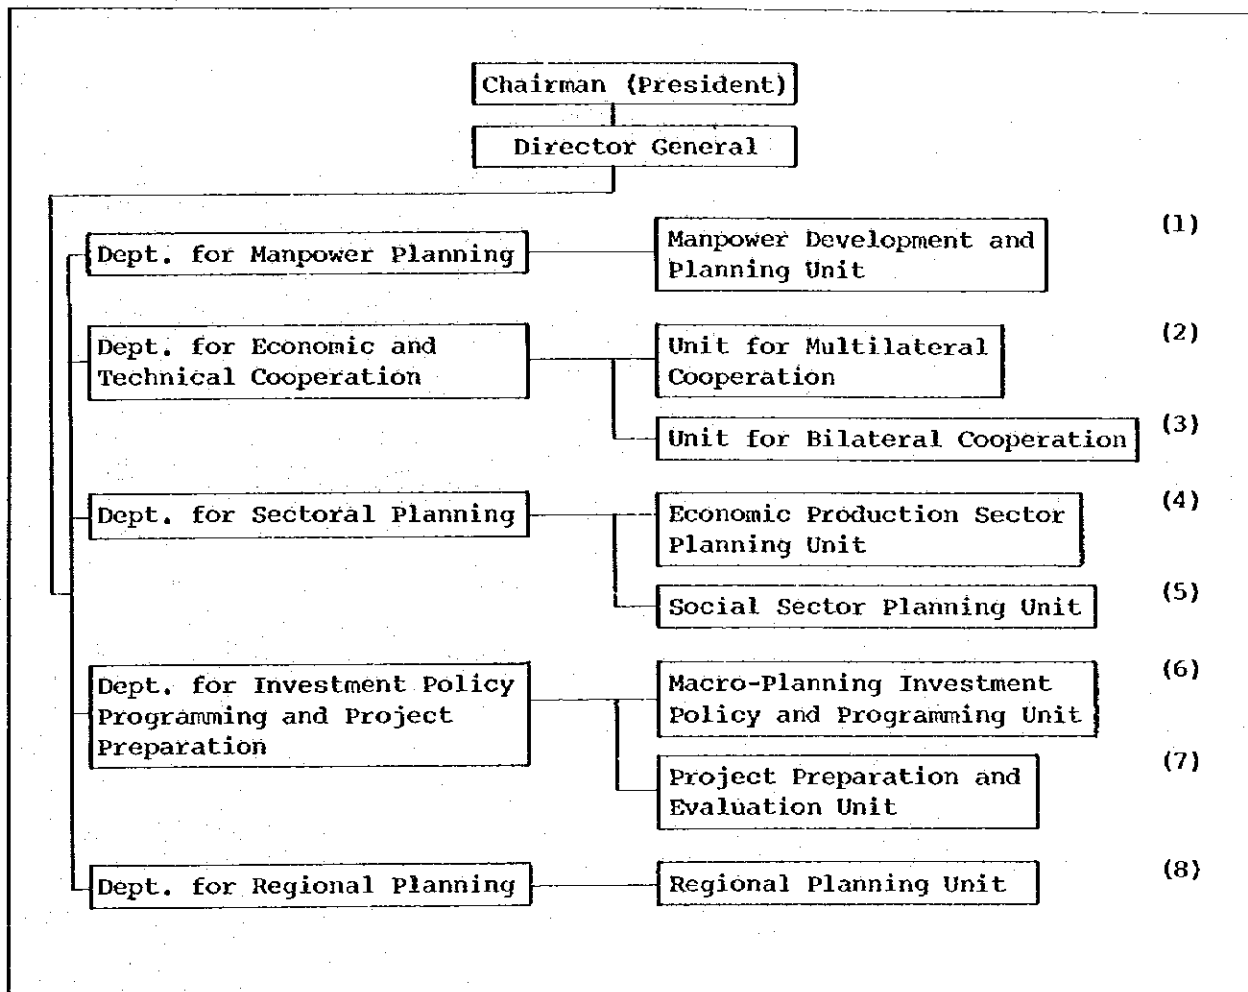 Chairman (President)
Director General
Dept. for Manpower Planning
Manpower Development and
Planning Unit
(1)
Dept. for Economic and
Technical Cooperation
Unit for Multilateral
Cooperation
(2)
Unit for Bilateral Cooperation
(3)
Dept. for Sectoral Planning
Economic Production Sector
Planning Unit
(4)
Social Sector Planning Unit
(5)
Dept. for Investment Policy
Programming and Project
Preparation
Macro-Planning Investment
Policy and Programming Unit
(6)
Project Preparation and
Evaluation Unit
(7)
Dept. for Regional Planning
Regional Planning Unit
(8)